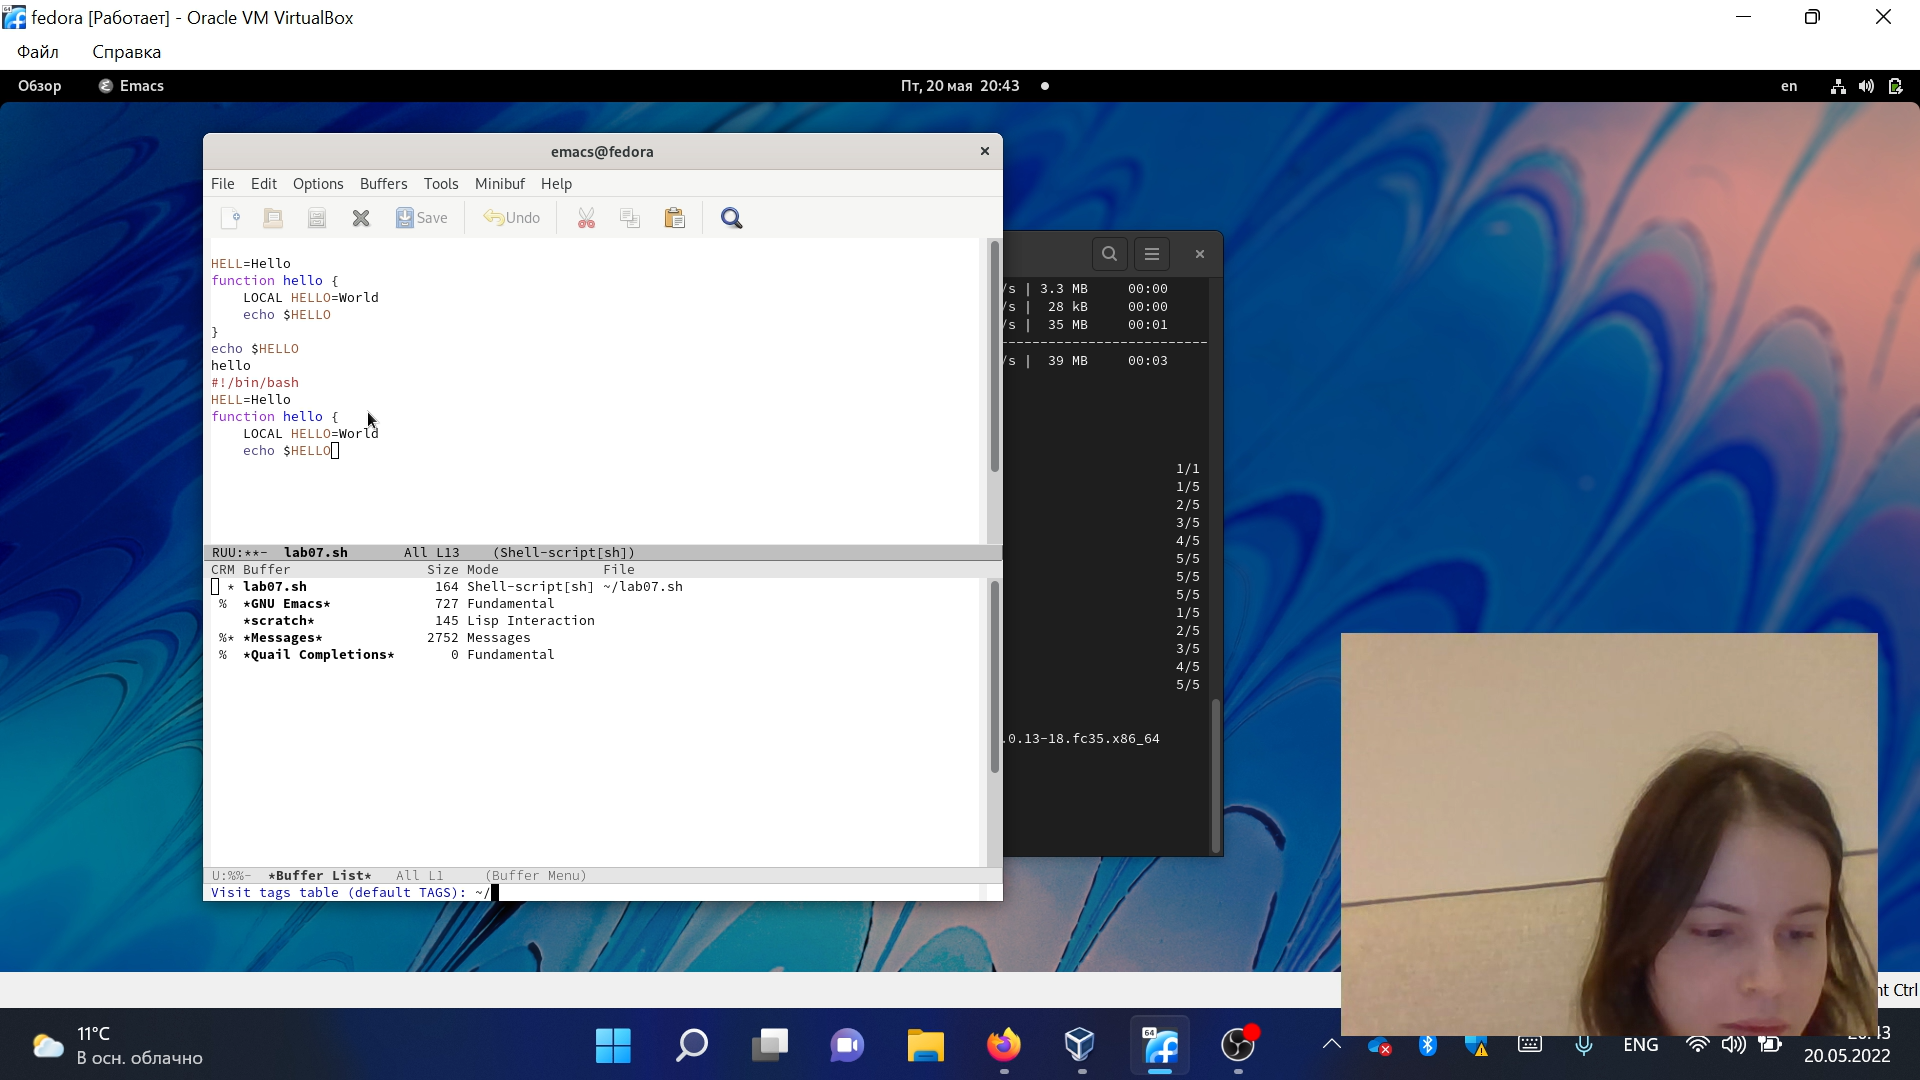 fedora [Работает] - Oracle VM VirtualBox
Файл Справка
Обзор Emacs Пт, 20 мая 20:43 en
emacs@fedora
File Edit Options Buffers Tools Minibuf Help
Save Undo
HELL=Hello
function hello {
    LOCAL HELLO=World
    echo $HELLO
}
echo $HELLO
hello
#!/bin/bash
HELL=Hello
function hello {
    LOCAL HELLO=World
    echo $HELLO
RUU:**-  lab07.sh       All L13    (Shell-script[sh])
CRM Buffer                 Size Mode             File
  * lab07.sh                164 Shell-script[sh] ~/lab07.sh
 %  *GNU Emacs*             727 Fundamental
    *scratch*               145 Lisp Interaction
 %* *Messages*             2752 Messages
 %  *Quail Completions*       0 Fundamental
U:%%-  *Buffer List*   All L1     (Buffer Menu)
Visit tags table (default TAGS): ~/
/s | 3.3 MB     00:00
/s |  28 kB     00:00
/s |  35 MB     00:01
--------------------------
/s |  39 MB     00:03
1/1
1/5
2/5
3/5
4/5
5/5
5/5
5/5
1/5
2/5
3/5
4/5
5/5
.0.13-18.fc35.x86_64
nt Ctrl
11°C
В осн. облачно
64
ENG
20.05.2022